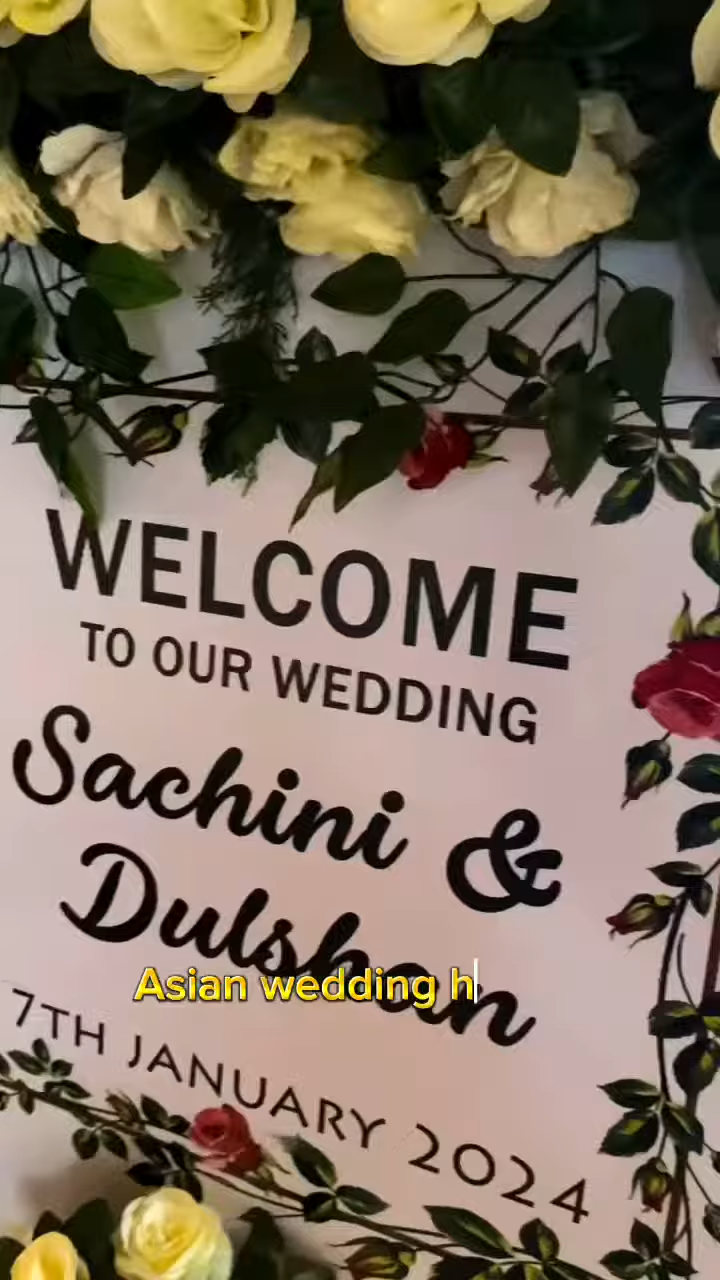 WELCOME
TO OUR WEDDING
Sachini &
Dulshan
Asian wedding h
7TH JANUARY 2024